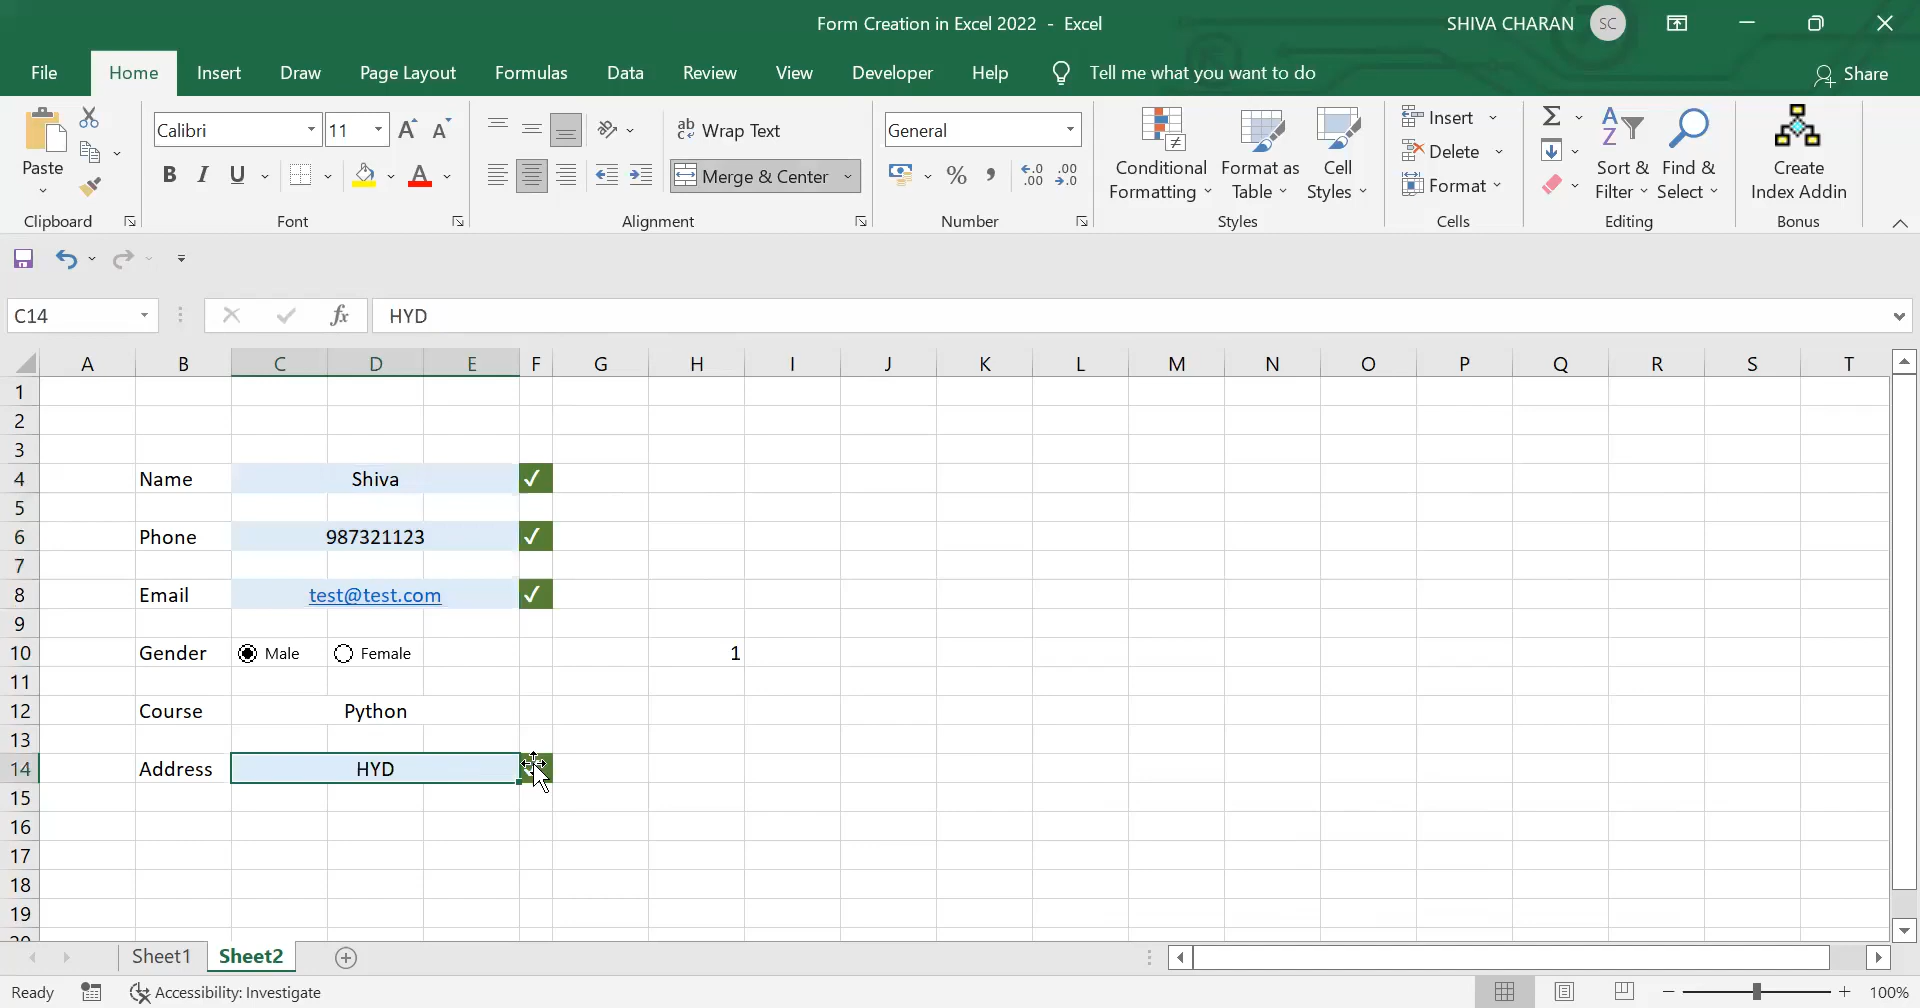 Form Creation in Excel 2022 - Excel
SHIVA CHARAN SC
File Home Insert Draw Page Layout Formulas Data Review View Developer Help Tell me what you want to do Share
Calibri 11 ab Wrap Text General Insert Σ
Paste B I U A Merge & Center % , Conditional Formatting Format as Table Cell Styles Delete Sort & Filter Find & Select Create Index Addin
Format
Clipboard Font Alignment Number Styles Cells Editing Bonus
C14 fx HYD
A B C D E F G H I J K L M N O P Q R S T
1
2
3
4 Name Shiva ✓
5
6 Phone 987321123 ✓
7
8 Email test@test.com ✓
9
10 Gender Male Female 1
11
12 Course Python
13
14 Address HYD
15
16
17
18
19
20
Sheet1 Sheet2
Ready Accessibility: Investigate 100%